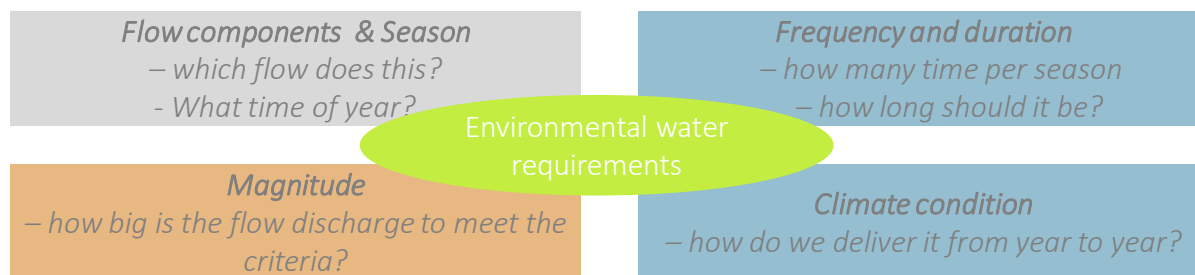 Flow components & Season
– which flow does this?
- What time of year?
Frequency and duration
– how many time per season
– how long should it be?
Environmental water
requirements
Magnitude
– how big is the flow discharge to meet the
criteria?
Climate condition
– how do we deliver it from year to year?